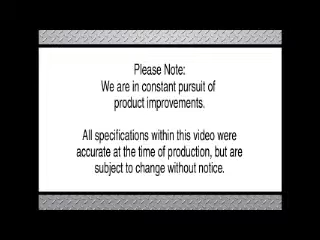 Please Note:
We are in constant pursuit of
product improvements.
All specifications within this video were
accurate at the time of production, but are
subject to change without notice.